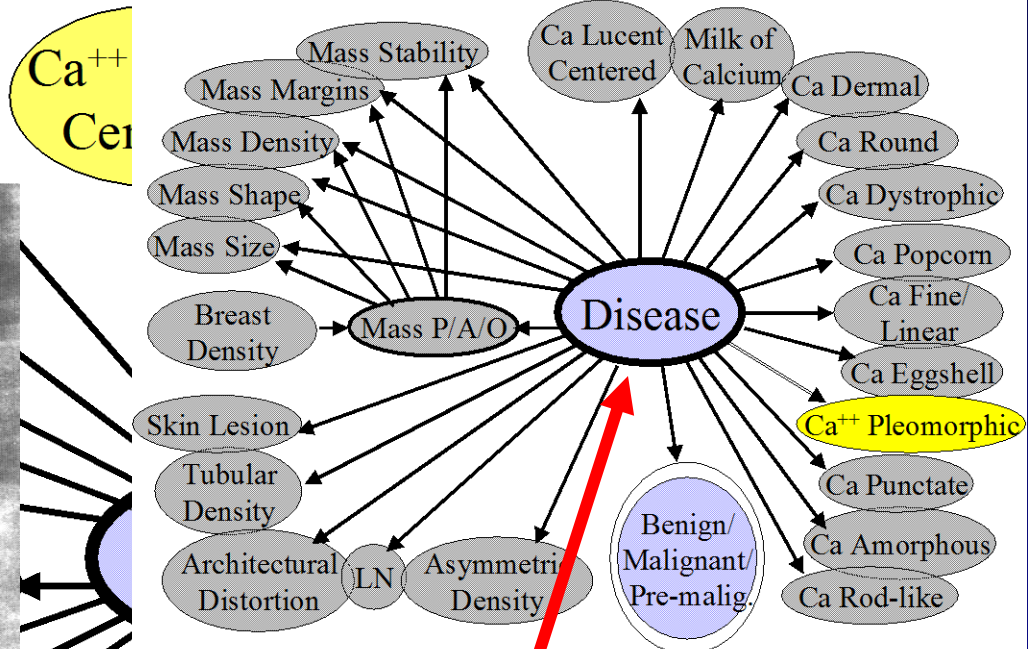 Ca⁺⁺
Mass Stability
Mass Margins
Mass Density
Mass Shape
Mass Size
Breast
Density
Mass P/A/O
Skin Lesion
Tubular
Density
Architectural
Distortion
LN
Asymmetric
Density
Disease
Benign/
Malignant/
Pre-malig.
Ca Lucent
Centered
Milk of
Calcium
Ca Dermal
Ca Round
Ca Dystrophic
Ca Popcorn
Ca Fine/
Linear
Ca Eggshell
Ca⁺⁺ Pleomorphic
Ca Punctate
Ca Amorphous
Ca Rod-like